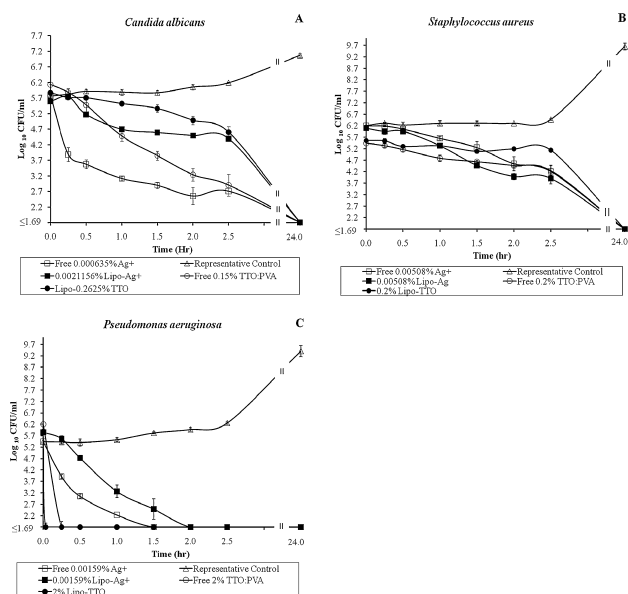 Candida albicans
A
Log 10 CFU/ml
7.7
7.2
6.7
6.2
5.7
5.2
4.7
4.2
3.7
3.2
2.7
2.2
≤1.69
0.0 0.5 1.0 1.5 2.0 2.5 24.0
Time (Hr)
Free 0.000635% Ag+ Representative Control
0.0021156% Lipo-Ag+ Free 0.15% TTO:PVA
Lipo-0.2625% TTO
Staphylococcus aureus
B
Log 10 CFU/ml
9.7
9.2
8.7
8.2
7.7
7.2
6.7
6.2
5.7
5.2
4.7
4.2
3.7
3.2
2.7
2.2
≤1.69
0.0 0.5 1.0 1.5 2.0 2.5 24.0
Time (hr)
Free 0.00508% Ag+ Representative Control
0.00508% Lipo-Ag Free 0.2% TTO:PVA
0.2% Lipo-TTO
Pseudomonas aeruginosa
C
Log 10 CFU/ml
9.7
9.2
8.7
8.2
7.7
7.2
6.7
6.2
5.7
5.2
4.7
4.2
3.7
3.2
2.7
2.2
≤1.69
0.0 0.5 1.0 1.5 2.0 2.5 24.0
Time (hr)
Free 0.00159% Ag+ Representative Control
0.00159% Lipo-Ag+ Free 2% TTO:PVA
2% Lipo-TTO